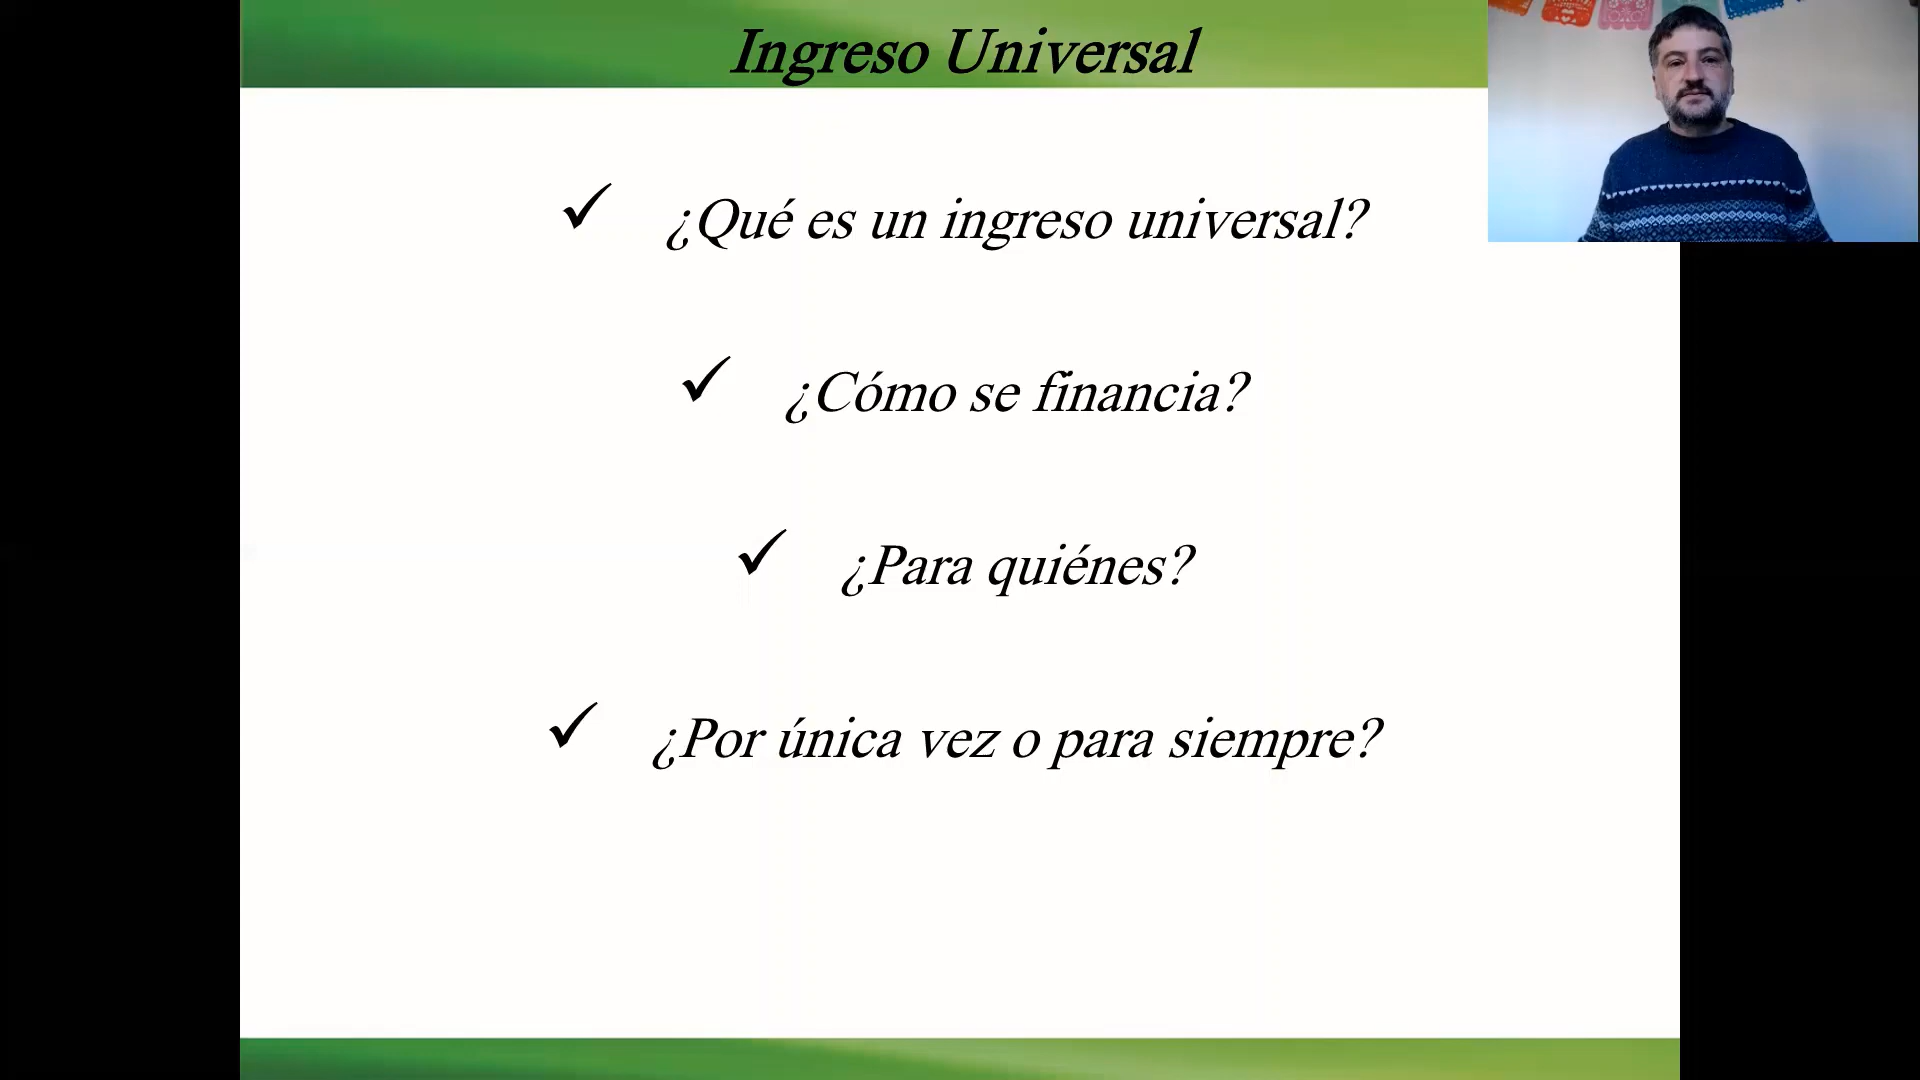 Ingreso Universal
✓ ¿Qué es un ingreso universal?
✓ ¿Cómo se financia?
✓ ¿Para quiénes?
✓ ¿Por única vez o para siempre?